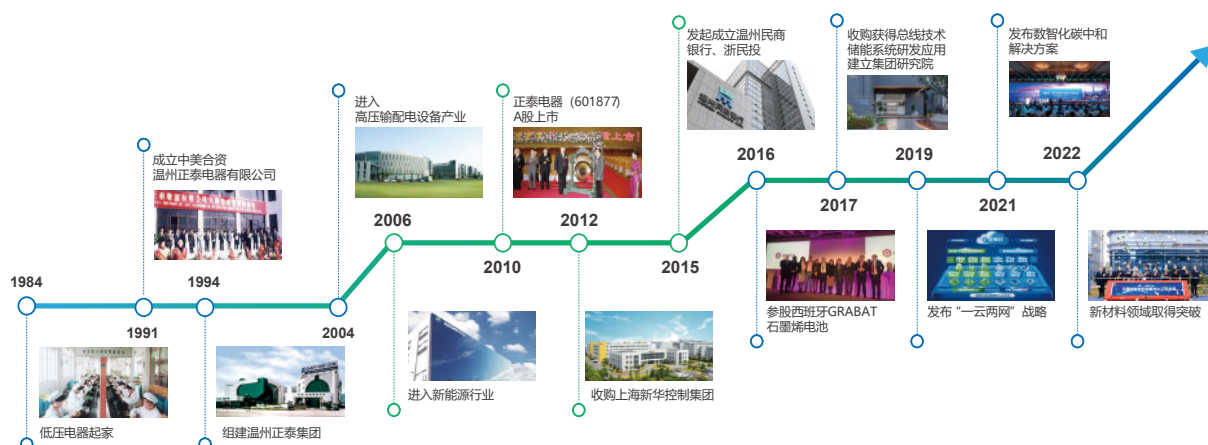 1984
低压电器起家
1991
成立中美合资
温州正泰电器有限公司
1994
组建温州正泰集团
2004
进入
高压输配电设备产业
2006
进入新能源行业
2010
正泰电器（601877）
A股上市
2012
收购上海新华控制集团
2015
发起成立温州民商
银行、浙民投
2016
参股西班牙GRABAT
石墨烯电池
2017
收购获得总线技术
储能系统研发应用
建立集团研究院
2019
发布“一云两网”战略
2021
发布数智化碳中和
解决方案
2022
新材料领域取得突破